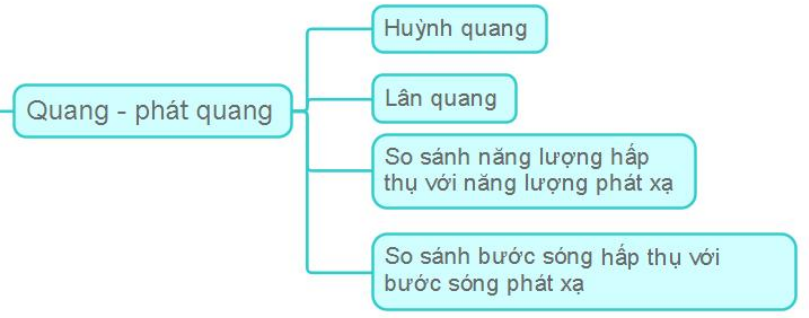 Huỳnh quang
Quang - phát quang
Lân quang
So sánh năng lượng hấp
thụ với năng lượng phát xạ
So sánh bước sóng hấp thụ với
bước sóng phát xạ